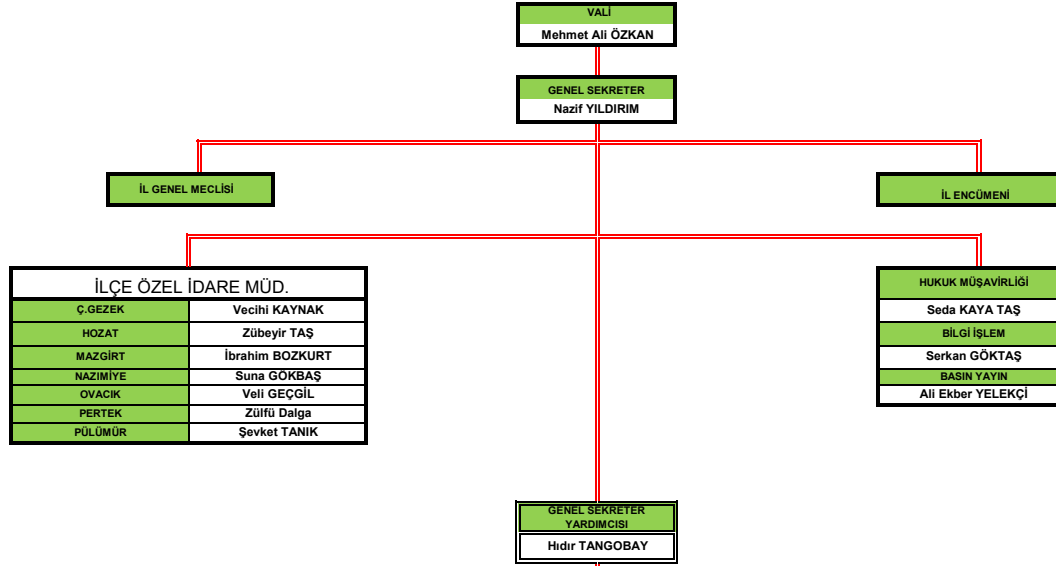 VALİ
Mehmet Ali ÖZKAN
GENEL SEKRETER
Nazif YILDIRIM
İL GENEL MECLİSİ
İL ENCÜMENİ
İLÇE ÖZEL İDARE MÜD.
Ç.GEZEK Vecihi KAYNAK
HOZAT Zübeyir TAŞ
MAZGİRT İbrahim BOZKURT
NAZIMİYE Suna GÖKBAŞ
OVACIK Veli GEÇGİL
PERTEK Zülfü Dalga
PÜLÜMÜR Şevket TANIK
HUKUK MÜŞAVİRLİĞİ
Seda KAYA TAŞ
BİLGİ İŞLEM
Serkan GÖKTAŞ
BASIN YAYIN
Ali Ekber YELEKÇİ
GENEL SEKRETER
YARDIMCISI
Hıdır TANGOBAY